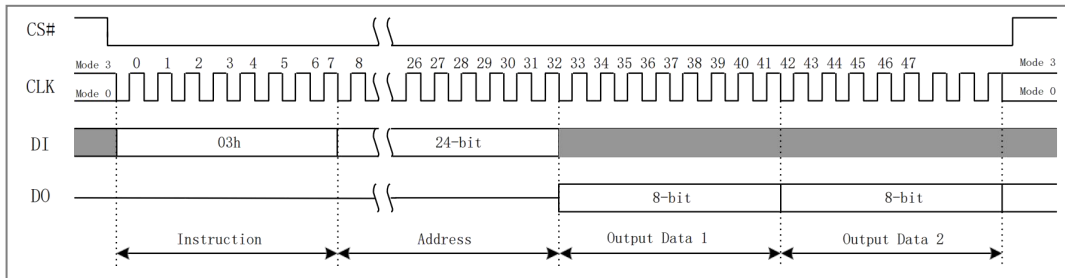 CS#
Mode 3 0 1 2 3 4 5 6 7 8 26 27 28 29 30 31 32 33 34 35 36 37 38 39 40 41 42 43 44 45 46 47 Mode 3
CLK
Mode 0 Mode 0
DI 03h 24-bit
DO 8-bit 8-bit
Instruction Address Output Data 1 Output Data 2